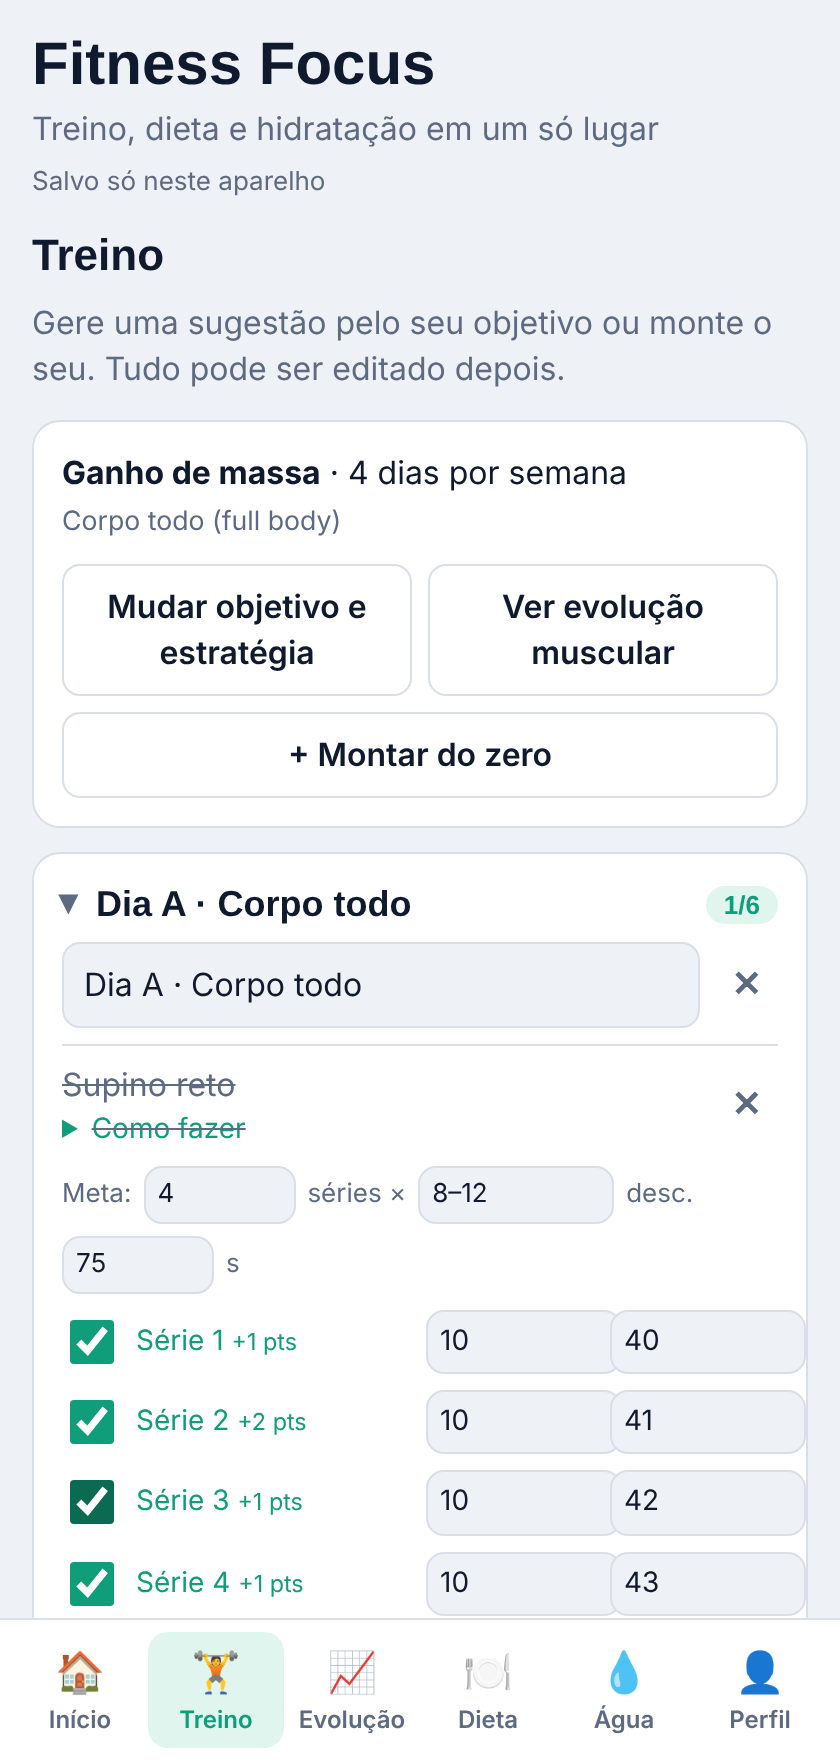 Fitness Focus
Treino, dieta e hidratação em um só lugar
Salvo só neste aparelho
Treino
Gere uma sugestão pelo seu objetivo ou monte o
seu. Tudo pode ser editado depois.
Ganho de massa · 4 dias por semana
Corpo todo (full body)
Mudar objetivo e
estratégia
Ver evolução
muscular
+ Montar do zero
▼ Dia A · Corpo todo 1/6
Dia A · Corpo todo ✕
Supino reto ✕
▶ Como fazer
Meta: 4 séries × 8–12 desc.
75 s
Série 1 +1 pts 10 40
Série 2 +2 pts 10 41
Série 3 +1 pts 10 42
Série 4 +1 pts 10 43
Início Treino Evolução Dieta Água Perfil